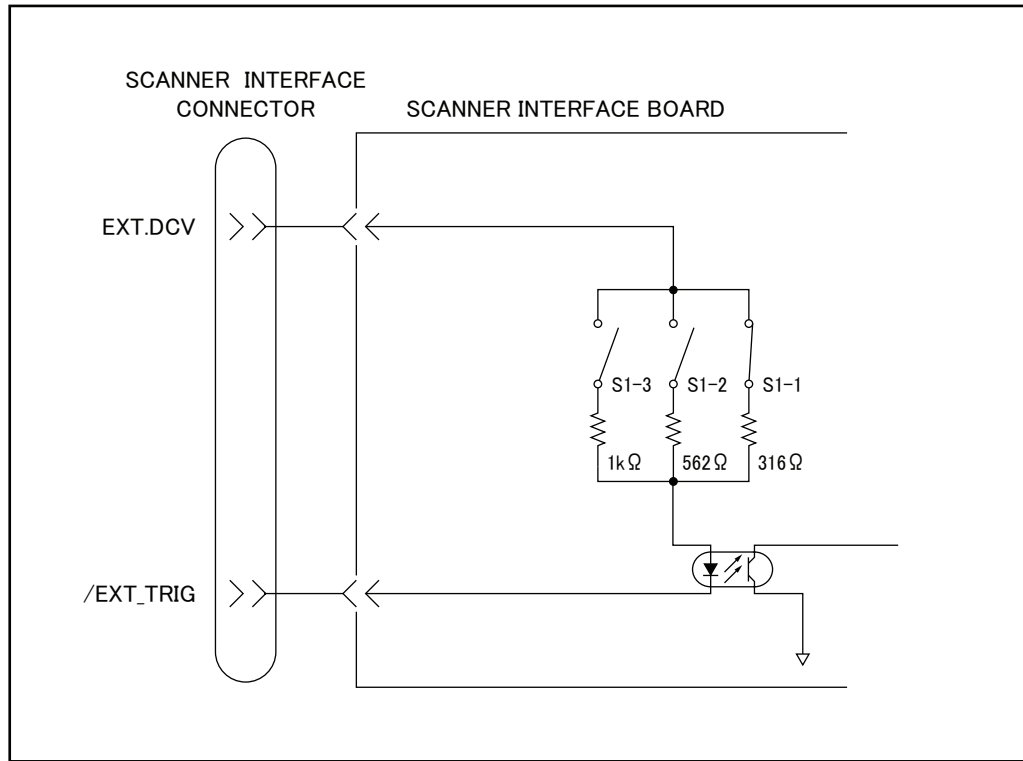 SCANNER INTERFACE
CONNECTOR
SCANNER INTERFACE BOARD
EXT.DCV
S1-3
S1-2
S1-1
1kΩ
562Ω
316Ω
/EXT_TRIG